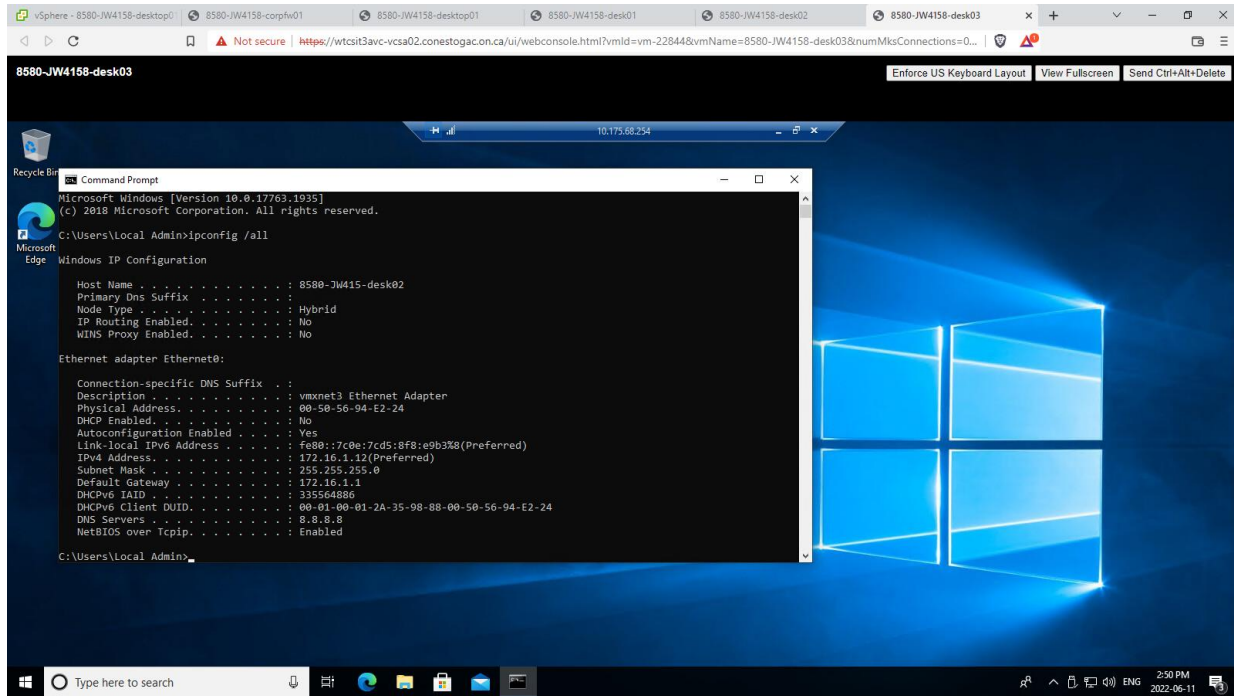 vSphere - 8580-JW4158-desktop01
8580-JW4158-corpfw01
8580-JW4158-desktop01
8580-JW4158-desk01
8580-JW4158-desk02
8580-JW4158-desk03
Not secure | https://wtcsit3avc-vcsa02.conestogac.on.ca/ui/webconsole.html?vmId=vm-22844&vmName=8580-JW4158-desk03&numMksConnections=0...
8580-JW4158-desk03
Enforce US Keyboard Layout
View Fullscreen
Send Ctrl+Alt+Delete
10.175.68.254
Recycle Bin
Microsoft
Edge
Command Prompt
Microsoft Windows [Version 10.0.17763.1935]
(c) 2018 Microsoft Corporation. All rights reserved.
C:\Users\Local Admin>ipconfig /all
Windows IP Configuration
Host Name . . . . . . . . . . . . : 8580-JW415-desk02
Primary Dns Suffix . . . . . . . :
Node Type . . . . . . . . . . . . : Hybrid
IP Routing Enabled. . . . . . . . : No
WINS Proxy Enabled. . . . . . . . : No
Ethernet adapter Ethernet0:
Connection-specific DNS Suffix . :
Description . . . . . . . . . . . : vmxnet3 Ethernet Adapter
Physical Address. . . . . . . . . : 00-50-56-94-E2-24
DHCP Enabled. . . . . . . . . . . : No
Autoconfiguration Enabled . . . . : Yes
Link-local IPv6 Address . . . . . : fe80::7c0e:7cd5:8f8:e9b3%8(Preferred)
IPv4 Address. . . . . . . . . . . : 172.16.1.12(Preferred)
Subnet Mask . . . . . . . . . . . : 255.255.255.0
Default Gateway . . . . . . . . . : 172.16.1.1
DHCPv6 IAID . . . . . . . . . . . : 335564886
DHCPv6 Client DUID. . . . . . . . : 00-01-00-01-2A-35-98-88-00-50-56-94-E2-24
DNS Servers . . . . . . . . . . . : 8.8.8.8
NetBIOS over Tcpip. . . . . . . . : Enabled
C:\Users\Local Admin>
Type here to search
ENG
2:50 PM
2022-06-11